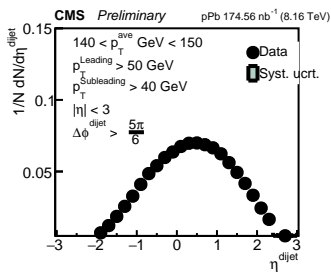 CMS Preliminary pPb 174.56 nb⁻¹ (8.16 TeV)
1/N dN/dη^dijet
0.15
0.1
0.05
140 < p_T^ave GeV < 150
p_T^Leading > 50 GeV
p_T^Subleading > 40 GeV
|η| < 3
Δϕ^dijet > 5π/6
Data
Syst. ucrt.
−3 −2 −1 0 1 2 3
η^dijet